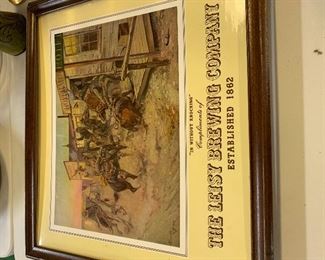 "IN WITHOUT KNOCKING"
Compliments of
THE LEISY BREWING COMPANY
ESTABLISHED 1862